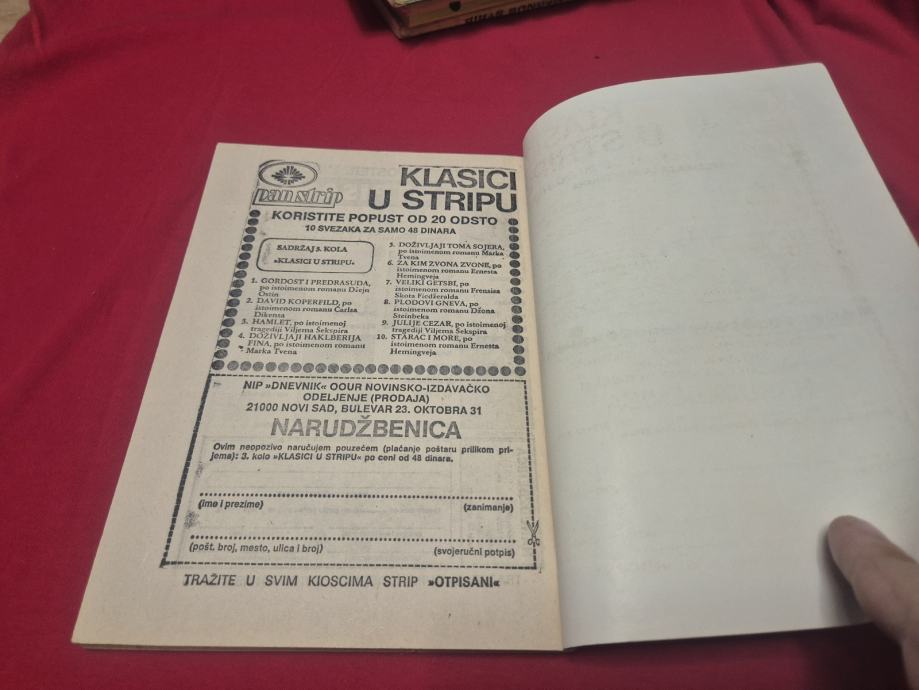 pan strip
KLASICI
U STRIPU
KORISTITE POPUST OD 20 ODSTO
10 SVEZAKA ZA SAMO 48 DINARA
SADRŽAJ 3. KOLA
»KLASICI U STRIPU«
1. GORDOST I PREDRASUDA,
po istoimenom romanu Džejn
Ostin
2. DAVID KOPERFILD, po
istoimenom romanu Čarlsa
Dikensa
3. HAMLET, po istoimenoj
tragediji Viljema Šekspira
4. DOŽIVLJAJI HAKLBERIJA
FINA, po istoimenom romanu
Marka Tvena
5. DOŽIVLJAJI TOMA SOJERA,
po istoimenom romanu Marka
Tvena
6. ZA KIM ZVONA ZVONE, po
istoimenom romanu Ernesta
Hemingveja
7. VELIKI GETSBI, po
istoimenom romanu Frensisa
Skota Ficdžeralda
8. PLODOVI GNEVA, po
istoimenom romanu Džona
Steinbeka
9. JULIJE CEZAR, po istoimenoj
tragediji Viljema Šekspira
10. STARAC I MORE, po
istoimenom romanu Ernesta
Hemingveja
NIP »DNEVNIK« OOUR NOVINSKO-IZDAVAČKO
ODELJENJE (PRODAJA)
21000 NOVI SAD, BULEVAR 23. OKTOBRA 31
NARUDŽBENICA
Ovim neopozivo naručujem pouzećem (plaćanje poštaru prilikom pri-
jema): 3. kolo »KLASICI U STRIPU« po ceni od 48 dinara.
(ime i prezime) (zanimanje)
(pošt. broj, mesto, ulica i broj) (svojeručni potpis)
TRAŽITE U SVIM KIOSCIMA STRIP »OTPISANI«